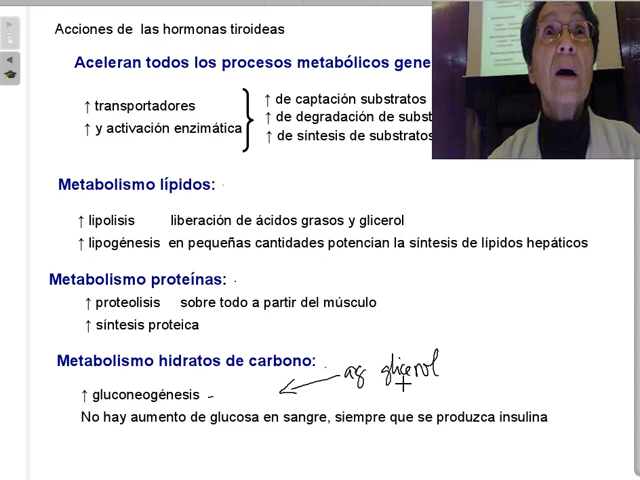 Acciones de las hormonas tiroideas
Aceleran todos los procesos metabólicos gene
↑ transportadores
↑ y activación enzimática
↑ de captación substratos
↑ de degradación de subst
↑ de síntesis de substratos
Metabolismo lípidos:
↑ lipolisis liberación de ácidos grasos y glicerol
↑ lipogénesis en pequeñas cantidades potencian la síntesis de lípidos hepáticos
Metabolismo proteínas:
↑ proteolisis sobre todo a partir del músculo
↑ síntesis proteica
Metabolismo hidratos de carbono:
ag glicerol
↑ gluconeogénesis
No hay aumento de glucosa en sangre, siempre que se produzca insulina